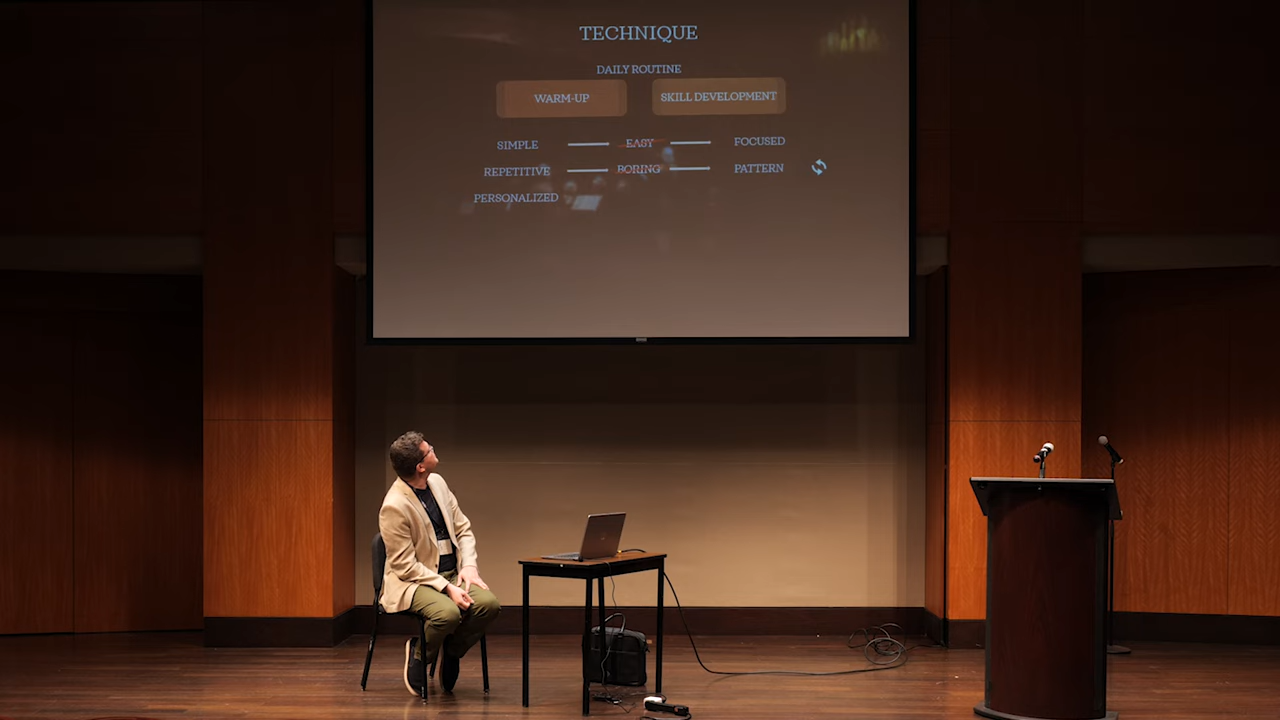 TECHNIQUE
DAILY ROUTINE
WARM-UP SKILL DEVELOPMENT
SIMPLE EASY FOCUSED
REPETITIVE BORING PATTERN
PERSONALIZED